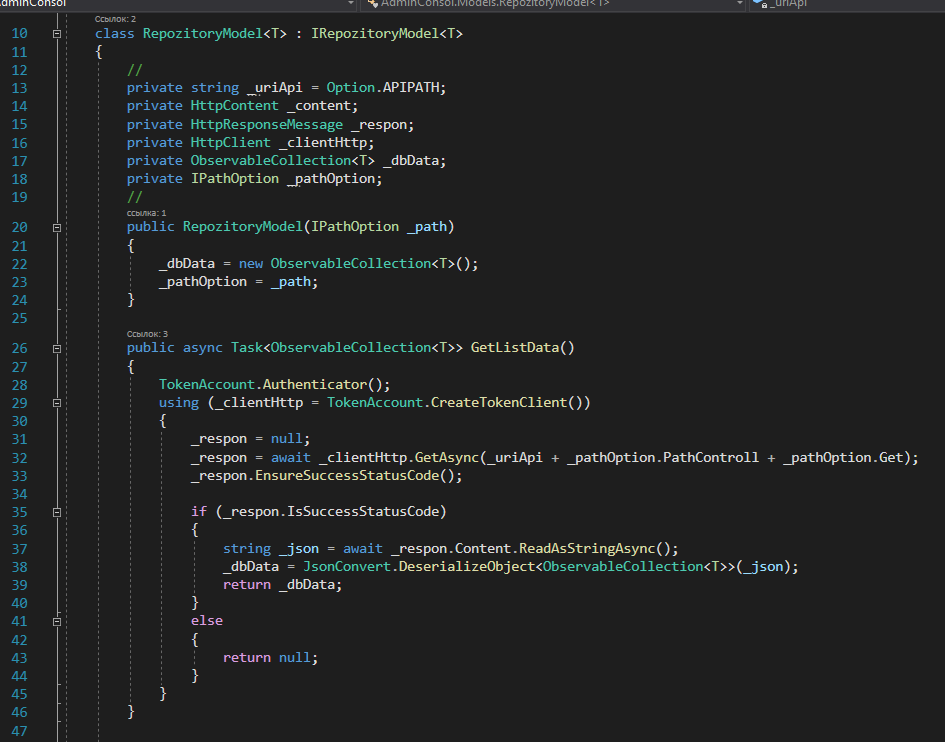 dminConsol AdminConsol.Models.RepozitoryModel<T> _uriApi
Ссылок: 2
10 class RepozitoryModel<T> : IRepozitoryModel<T>
11 {
12 //
13 private string _uriApi = Option.APIPATH;
14 private HttpContent _content;
15 private HttpResponseMessage _respon;
16 private HttpClient _clientHttp;
17 private ObservableCollection<T> _dbData;
18 private IPathOption _pathOption;
19 //
ссылка: 1
20 public RepozitoryModel(IPathOption _path)
21 {
22 _dbData = new ObservableCollection<T>();
23 _pathOption = _path;
24 }
25
Ссылок: 3
26 public async Task<ObservableCollection<T>> GetListData()
27 {
28 TokenAccount.Authenticator();
29 using (_clientHttp = TokenAccount.CreateTokenClient())
30 {
31 _respon = null;
32 _respon = await _clientHttp.GetAsync(_uriApi + _pathOption.PathControll + _pathOption.Get);
33 _respon.EnsureSuccessStatusCode();
34
35 if (_respon.IsSuccessStatusCode)
36 {
37 string _json = await _respon.Content.ReadAsStringAsync();
38 _dbData = JsonConvert.DeserializeObject<ObservableCollection<T>>(_json);
39 return _dbData;
40 }
41 else
42 {
43 return null;
44 }
45 }
46 }
47